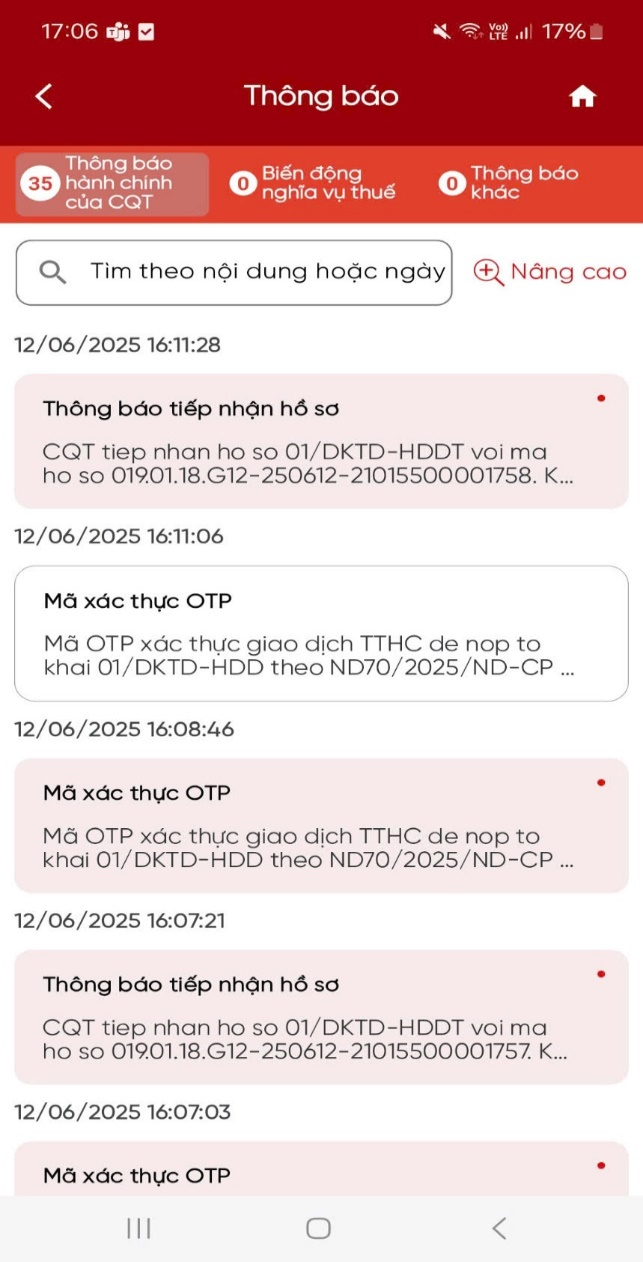 17:06 Vo)) LTE 17%
Thông báo
35 Thông báo hành chính của CQT
0 Biến động nghĩa vụ thuế
0 Thông báo khác
Tìm theo nội dung hoặc ngày
Nâng cao
12/06/2025 16:11:28
Thông báo tiếp nhận hồ sơ
CQT tiep nhan ho so 01/DKTD-HDDT voi ma
ho so 019.01.18.G12-250612-21015500001758. K...
12/06/2025 16:11:06
Mã xác thực OTP
Mã OTP xác thực giao dịch TTHC de nop to
khai 01/DKTD-HDD theo ND70/2025/ND-CP ...
12/06/2025 16:08:46
Mã xác thực OTP
Mã OTP xác thực giao dịch TTHC de nop to
khai 01/DKTD-HDD theo ND70/2025/ND-CP ...
12/06/2025 16:07:21
Thông báo tiếp nhận hồ sơ
CQT tiep nhan ho so 01/DKTD-HDDT voi ma
ho so 019.01.18.G12-250612-21015500001757. K...
12/06/2025 16:07:03
Mã xác thực OTP